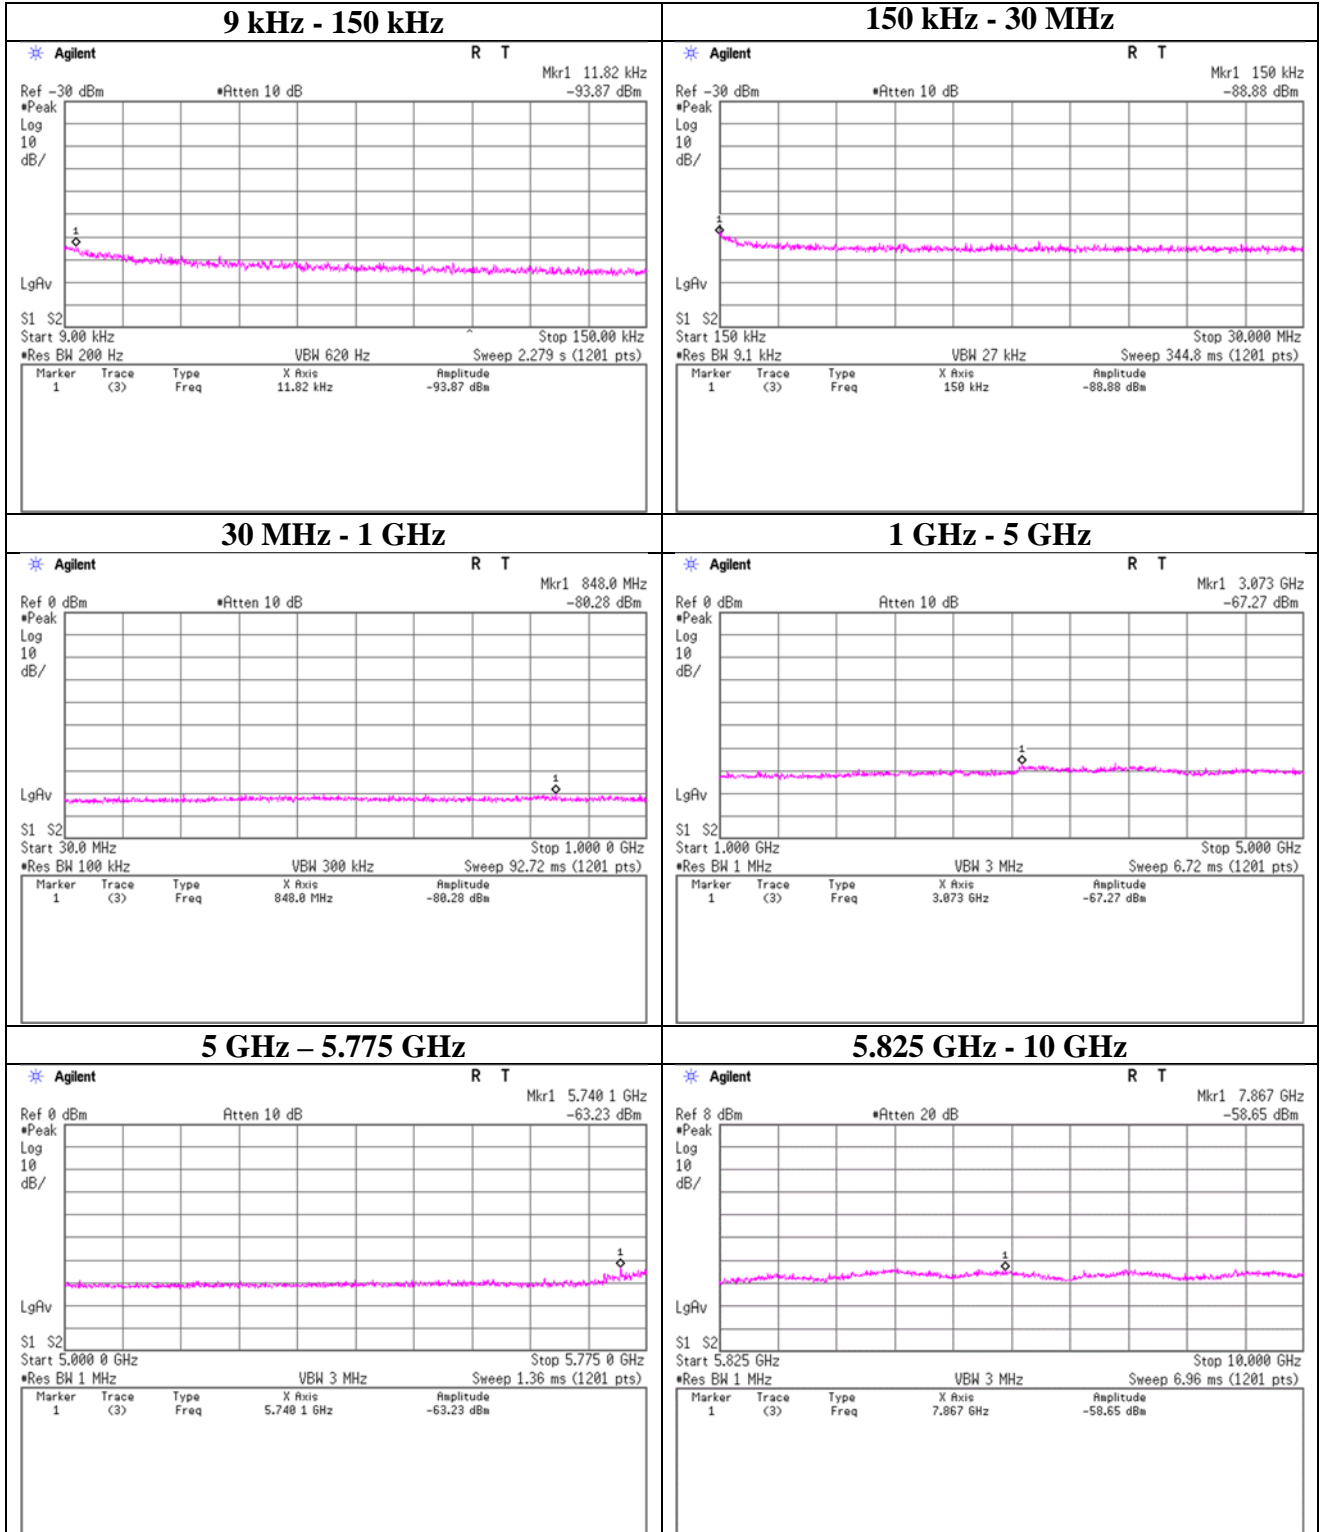 9 kHz - 150 kHz
Agilent R T
Mkr1 11.82 kHz
Ref -30 dBm #Atten 10 dB -93.87 dBm
#Peak
Log
10
dB/
1
LgAv
S1 S2
Start 9.00 kHz ^ Stop 150.00 kHz
#Res BW 200 Hz VBW 620 Hz Sweep 2.279 s (1201 pts)
Marker Trace Type X Axis Amplitude
1 (3) Freq 11.82 kHz -93.87 dBm
150 kHz - 30 MHz
Agilent R T
Mkr1 150 kHz
Ref -30 dBm #Atten 10 dB -88.88 dBm
#Peak
Log
10
dB/
1
LgAv
S1 S2
Start 150 kHz Stop 30.000 MHz
#Res BW 9.1 kHz VBW 27 kHz Sweep 344.8 ms (1201 pts)
Marker Trace Type X Axis Amplitude
1 (3) Freq 150 kHz -88.88 dBm
30 MHz - 1 GHz
Agilent R T
Mkr1 848.0 MHz
Ref 0 dBm #Atten 10 dB -80.28 dBm
#Peak
Log
10
dB/
1
LgAv
S1 S2
Start 30.0 MHz Stop 1.000 0 GHz
#Res BW 100 kHz VBW 300 kHz Sweep 92.72 ms (1201 pts)
Marker Trace Type X Axis Amplitude
1 (3) Freq 848.0 MHz -80.28 dBm
1 GHz - 5 GHz
Agilent R T
Mkr1 3.073 GHz
Ref 0 dBm Atten 10 dB -67.27 dBm
#Peak
Log
10
dB/
1
LgAv
S1 S2
Start 1.000 GHz Stop 5.000 GHz
#Res BW 1 MHz VBW 3 MHz Sweep 6.72 ms (1201 pts)
Marker Trace Type X Axis Amplitude
1 (3) Freq 3.073 GHz -67.27 dBm
5 GHz – 5.775 GHz
Agilent R T
Mkr1 5.740 1 GHz
Ref 0 dBm Atten 10 dB -63.23 dBm
#Peak
Log
10
dB/
1
LgAv
S1 S2
Start 5.000 0 GHz Stop 5.775 0 GHz
#Res BW 1 MHz VBW 3 MHz Sweep 1.36 ms (1201 pts)
Marker Trace Type X Axis Amplitude
1 (3) Freq 5.740 1 GHz -63.23 dBm
5.825 GHz - 10 GHz
Agilent R T
Mkr1 7.867 GHz
Ref 8 dBm #Atten 20 dB -58.65 dBm
#Peak
Log
10
dB/
1
LgAv
S1 S2
Start 5.825 GHz Stop 10.000 GHz
#Res BW 1 MHz VBW 3 MHz Sweep 6.96 ms (1201 pts)
Marker Trace Type X Axis Amplitude
1 (3) Freq 7.867 GHz -58.65 dBm